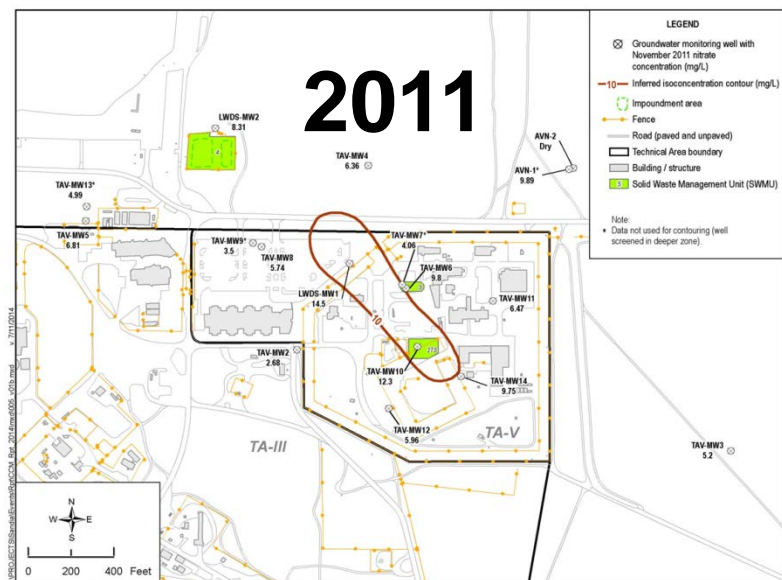 2011
LEGEND
Groundwater monitoring well with
November 2011 nitrate
concentration (mg/L)
10 Inferred isoconcentration contour (mg/L)
Impoundment area
Fence
Road (paved and unpaved)
Technical Area boundary
Building / structure
Solid Waste Management Unit (SWMU)
Note:
* Data not used for contouring (well
screened in deeper zone).
LWDS-MW2
8.31
4
TAV-MW4
6.36
AVN-2
Dry
AVN-1*
9.89
TAV-MW13*
4.99
TAV-MW5
6.81
TAV-MW9*
3.5
TAV-MW8
5.74
TAV-MW7*
4.06
TAV-MW6
9.8
LWDS-MW1
14.5
TAV-MW11
6.47
10
275
TAV-MW2
2.68
TAV-MW10
12.3
TAV-MW14
9.75
TAV-MW12
5.96
TA-III
TA-V
TAV-MW3
5.2
N
W E
S
0 200 400 Feet